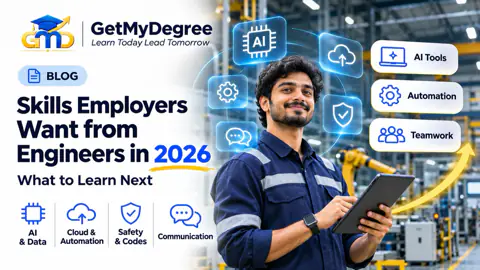 GMD
GetMyDegree
Learn Today Lead Tomorrow
BLOG
Skills Employers
Want from
Engineers in 2026
What to Learn Next
AI
& Data
Cloud &
Automation
Safety
& Codes
Communication
AI
AI Tools
Automation
Teamwork